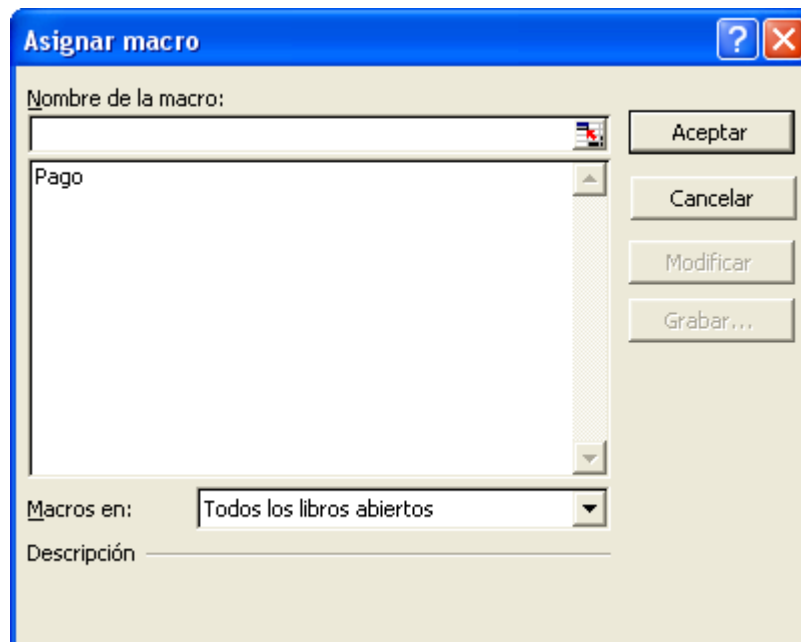 Asignar macro
Nombre de la macro:
Aceptar
Pago
Cancelar
Modificar
Grabar...
Macros en:
Todos los libros abiertos
Descripción